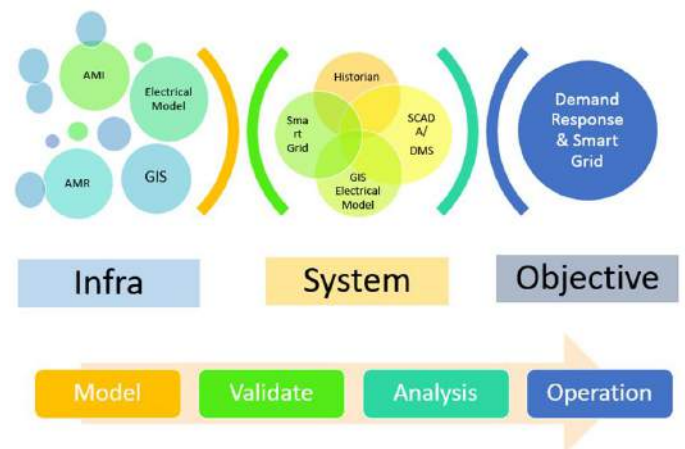 AMI
Electrical
Model
AMR
GIS
Historian
Sma
rt
Grid
SCAD
A/
DMS
GIS
Electrical
Model
Demand
Response
& Smart
Grid
Infra
System
Objective
Model
Validate
Analysis
Operation